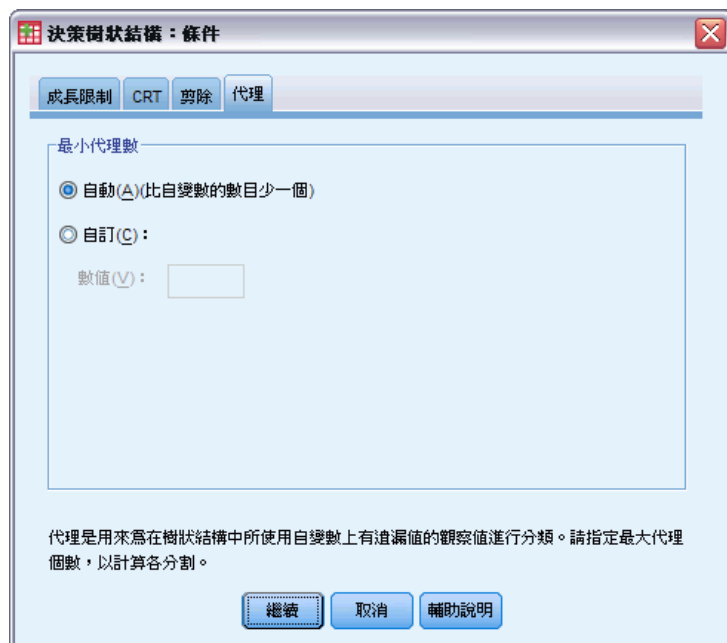 決策樹狀結構：條件
成長限制 CRT 剪除 代理
最小代理數
自動(A)(比自變數的數目少一個)
自訂(C)：
數值(V)：
代理是用來為在樹狀結構中所使用自變數上有遺漏值的觀察值進行分類。請指定最大代理
個數，以計算各分割。
繼續 取消 輔助說明